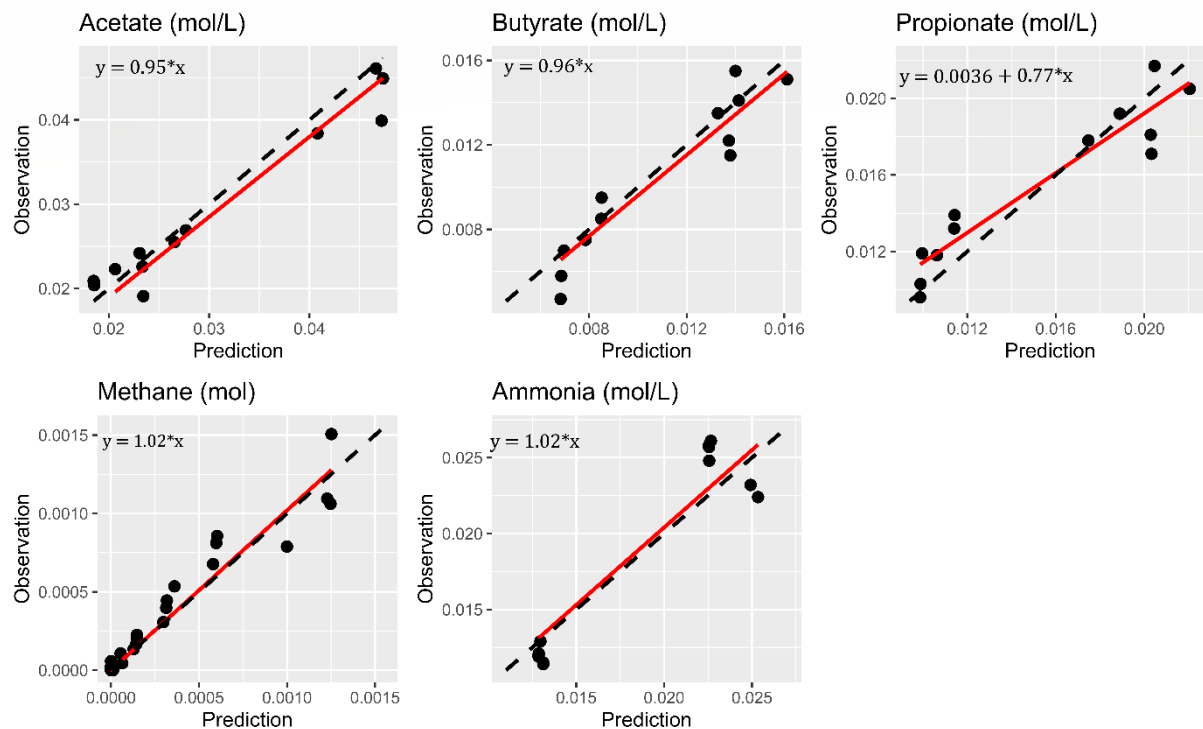 Acetate (mol/L)
y = 0.95*x
Observation
0.04
0.03
0.02
0.02
0.03
0.04
Prediction
Butyrate (mol/L)
y = 0.96*x
Observation
0.016
0.012
0.008
0.008
0.012
0.016
Prediction
Propionate (mol/L)
y = 0.0036 + 0.77*x
Observation
0.020
0.016
0.012
0.012
0.016
0.020
Prediction
Methane (mol)
y = 1.02*x
Observation
0.0015
0.0010
0.0005
0.0000
0.0000
0.0005
0.0010
0.0015
Prediction
Ammonia (mol/L)
y = 1.02*x
Observation
0.025
0.020
0.015
0.015
0.020
0.025
Prediction